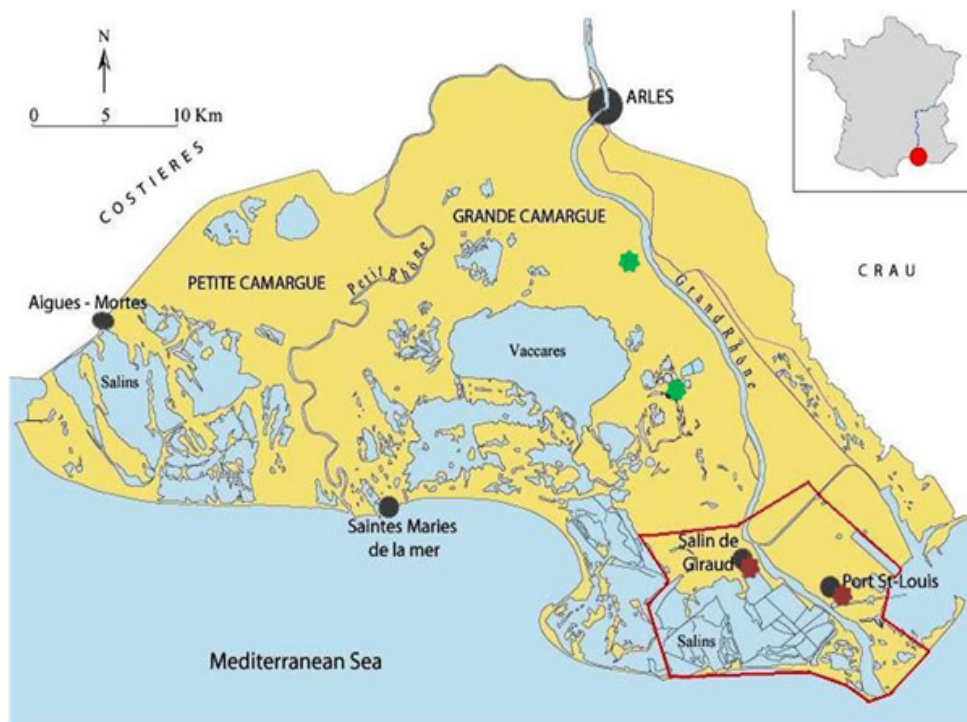 N
0 5 10 Km
ARLES
COSTIERES
GRANDE CAMARGUE
Petit Rhône
PETITE CAMARGUE
CRAU
Grand Rhône
Aigues - Mortes
Vaccares
Salins
Saintes Maries
de la mer
Salin de
Giraud
Port St-Louis
Salins
Mediterranean Sea